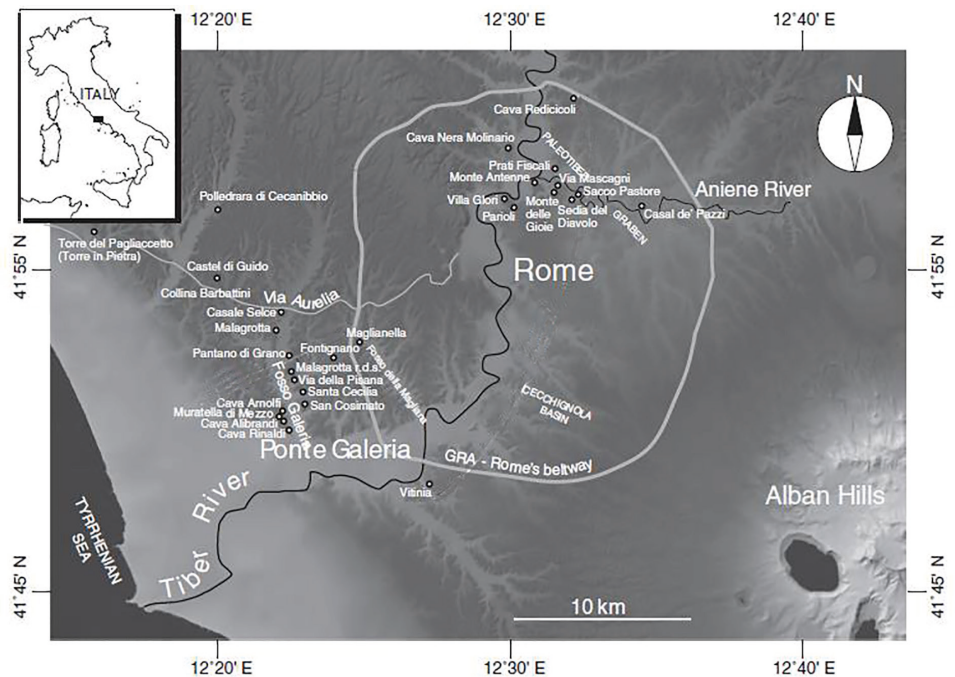 12°20' E
12°30' E
12°40' E
ITALY
N
Cava Redicicoli
Cava Nera Molinario
PALEOTIBER
Prati Fiscali
Monte Antenne
Via Mascagni
Sacco Pastore
Aniene River
Polledrara di Cecanibbio
Villa Glori
Parioli
Monte
delle
Gioie
Sedia del
Diavolo
GRABEN
Casal de' Pazzi
Torre del Pagliaccetto
(Torre in Pietra)
41°55' N
41°55' N
Castel di Guido
Rome
Collina Barbattini
Via Aurelia
Casale Selce
Malagrotta
Maglianella
Fontignano
Pantano di Grano
Fosso della Magliana
Malagrotta r.d.s.
Via della Pisana
Fosso Galeria
Santa Cecilia
San Cosimato
Cava Arnolfi
Muratella di Mezzo
Cava Alibrandi
Cava Rinaldi
CECCHIGNOLA
BASIN
Ponte Galeria
GRA - Rome's beltway
Vitinia
Alban Hills
Tiber River
TYRRHENIAN
SEA
41°45' N
41°45' N
10 km
12°20' E
12°30' E
12°40' E